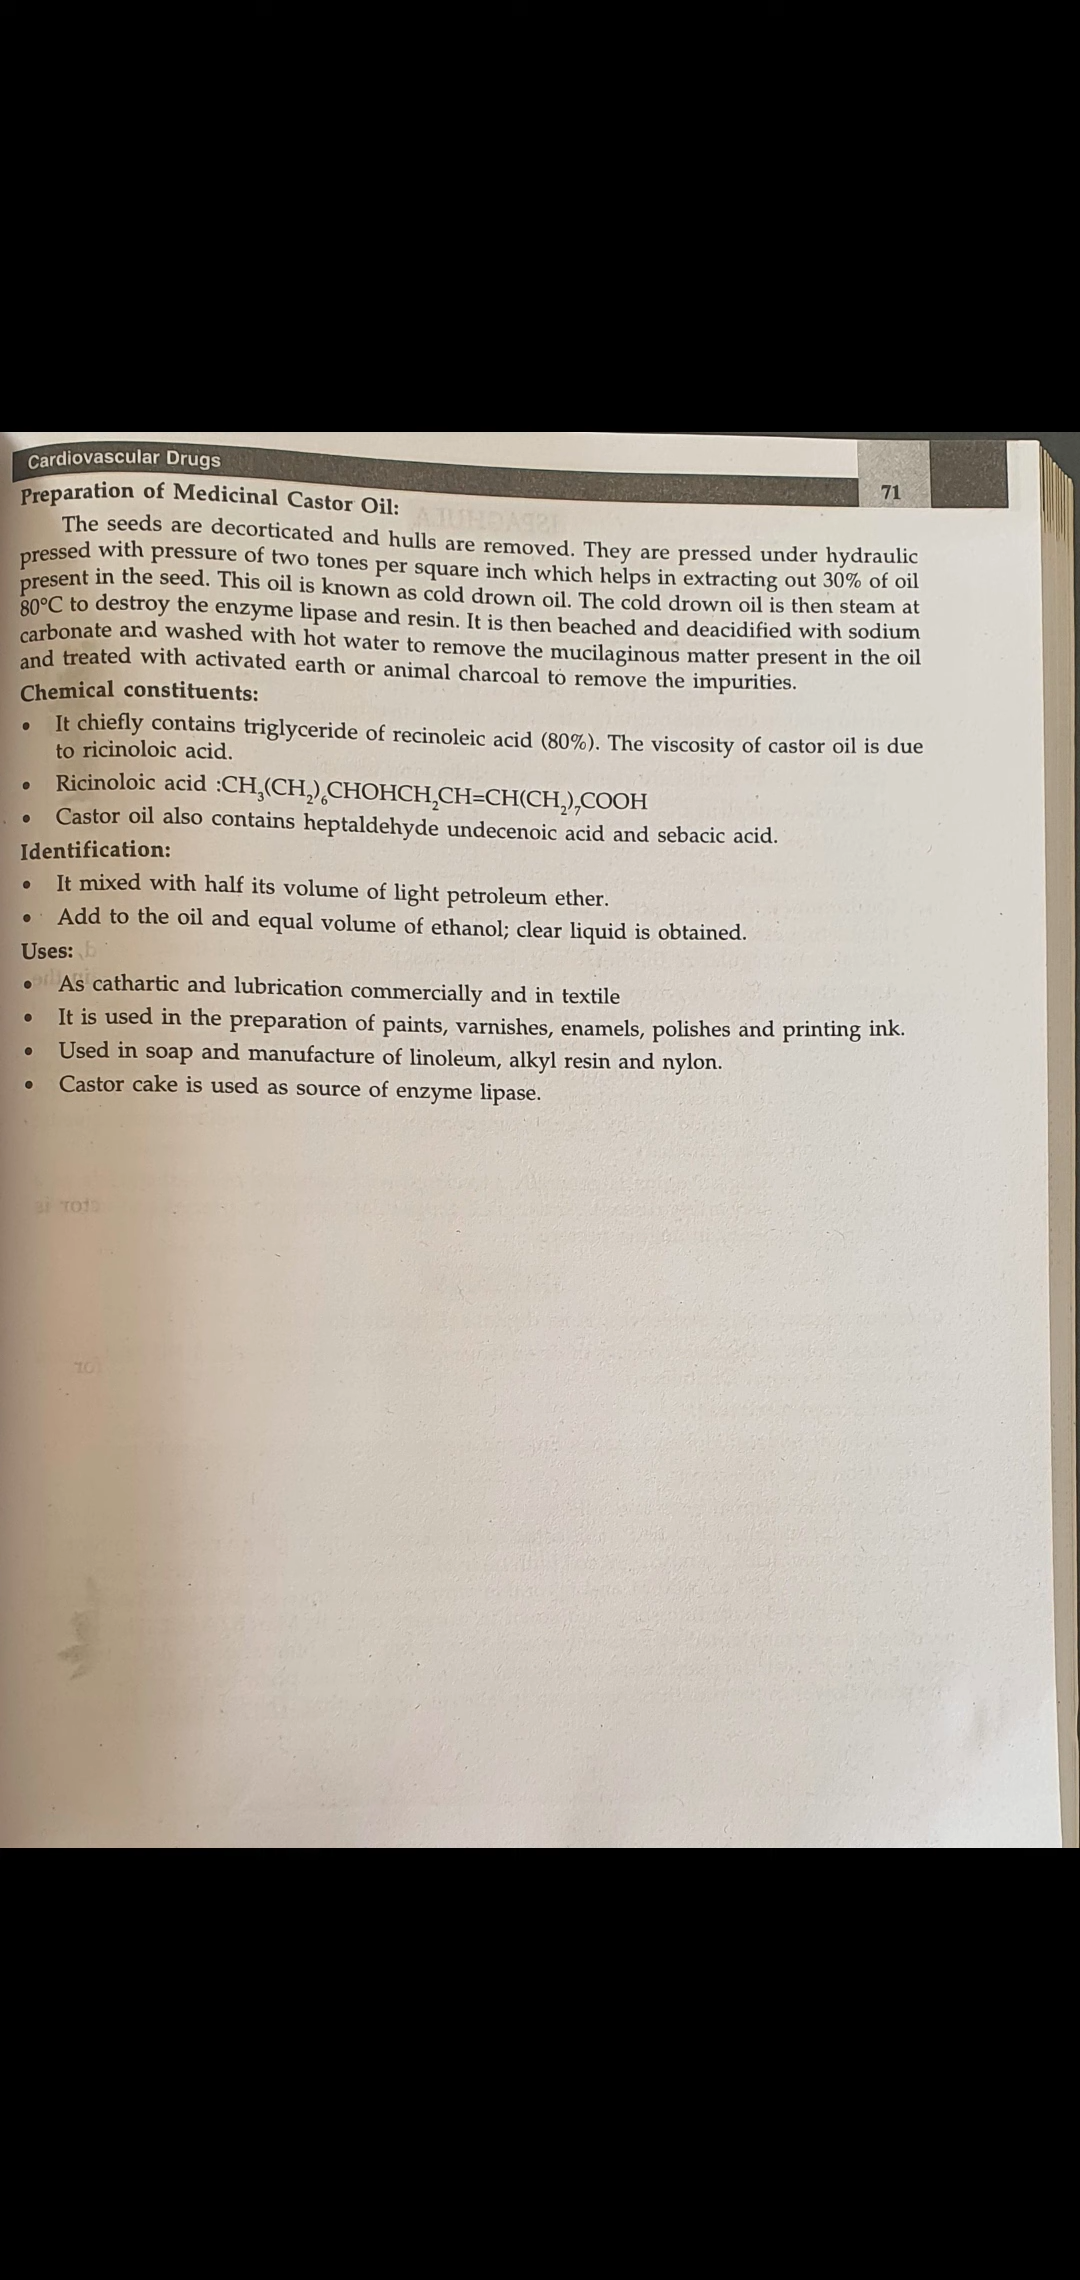 Cardiovascular Drugs
71
Preparation of Medicinal Castor Oil:
The seeds are decorticated and hulls are removed. They are pressed under hydraulic
pressed with pressure of two tones per square inch which helps in extracting out 30% of oil
present in the seed. This oil is known as cold drown oil. The cold drown oil is then steam at
80°C to destroy the enzyme lipase and resin. It is then beached and deacidified with sodium
carbonate and washed with hot water to remove the mucilaginous matter present in the oil
and treated with activated earth or animal charcoal to remove the impurities.
Chemical constituents:
• It chiefly contains triglyceride of recinoleic acid (80%). The viscosity of castor oil is due
to ricinoloic acid.
• Ricinoloic acid :CH₃(CH₂)₆CHOHCH₂CH=CH(CH₂)₇COOH
• Castor oil also contains heptaldehyde undecenoic acid and sebacic acid.
Identification:
• It mixed with half its volume of light petroleum ether.
• Add to the oil and equal volume of ethanol; clear liquid is obtained.
Uses:
• As cathartic and lubrication commercially and in textile
• It is used in the preparation of paints, varnishes, enamels, polishes and printing ink.
• Used in soap and manufacture of linoleum, alkyl resin and nylon.
• Castor cake is used as source of enzyme lipase.